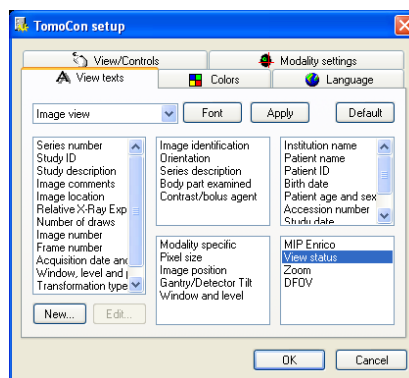 TomoCon setup
View/Controls
Modality settings
View texts
Colors
Language
Image view
Font
Apply
Default
Series number
Study ID
Study description
Image comments
Image location
Relative X-Ray Exp
Number of draws
Image number
Frame number
Acquisition date and
Window, level and
Transformation type
New...
Edit...
Image identification
Orientation
Series description
Body part examined
Contrast/bolus agent
Modality specific
Pixel size
Image position
Gantry/Detector Tilt
Window and level
Institution name
Patient name
Patient ID
Birth date
Patient age and sex
Accession number
Study date
MIP Enrico
View status
Zoom
DFOV
OK
Cancel